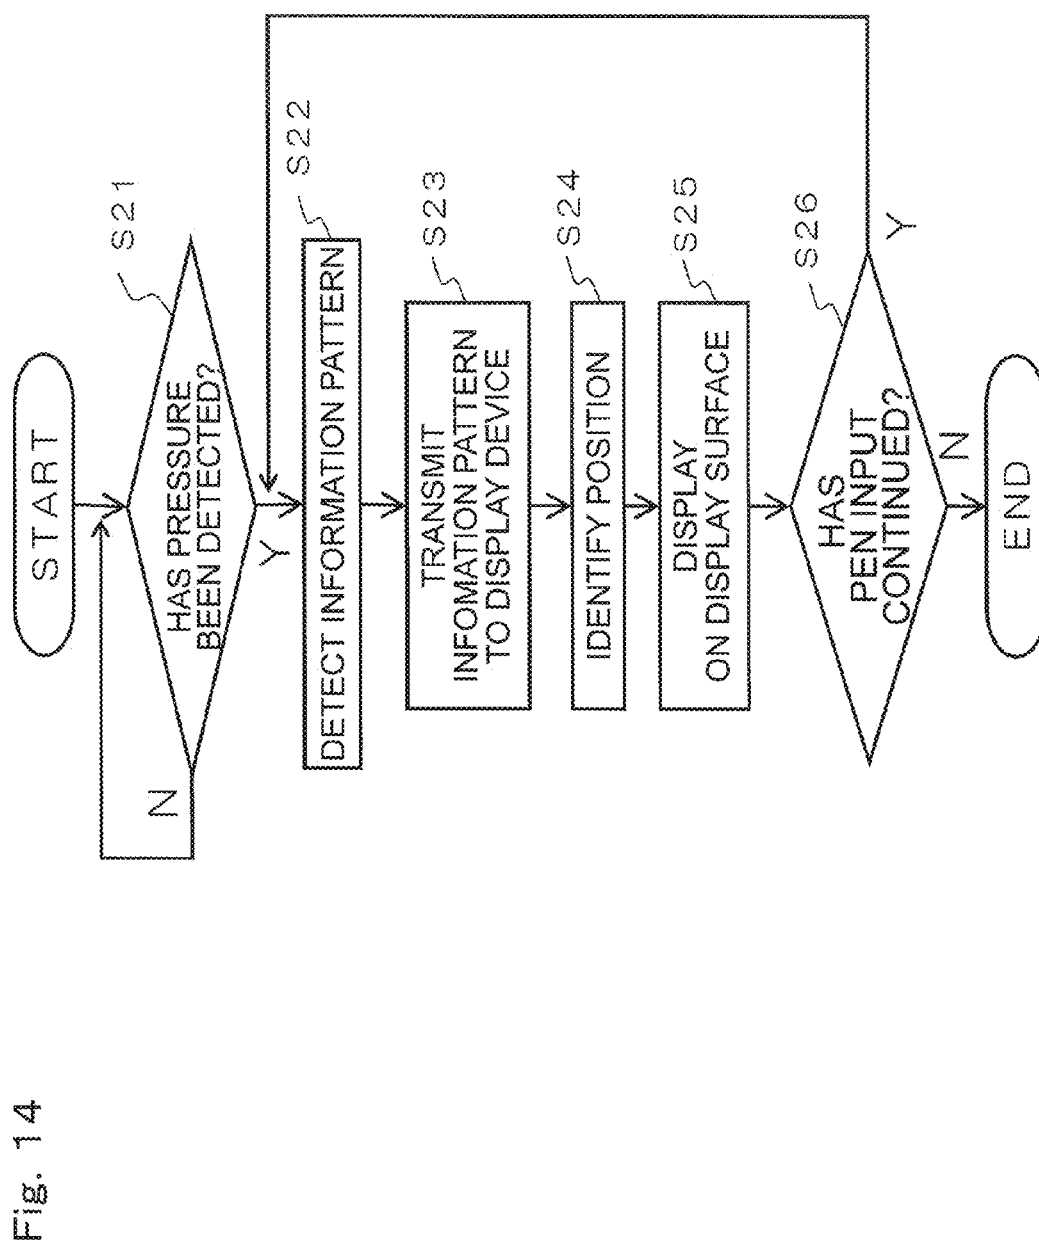 Fig. 14
START
S21
HAS PRESSURE
BEEN DETECTED?
N
Y
S22
DETECT INFORMATION PATTERN
S23
TRANSMIT
INFOMATION PATTERN
TO DISPLAY DEVICE
S24
IDENTIFY POSITION
S25
DISPLAY
ON DISPLAY SURFACE
S26
HAS
PEN INPUT
CONTINUED?
Y
N
END